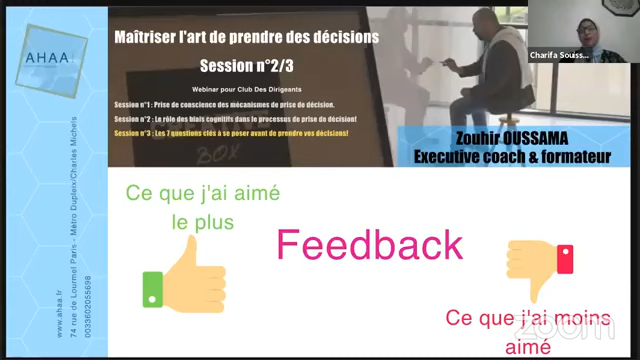 AHAA
Maîtriser l'art de prendre des décisions
Session n°2/3
Webinar pour Club Des Dirigeants
Session n°1 : Prise de conscience des mécanismes de prise de décision.
Session n°2 : Le rôle des biais cognitifs dans le processus de prise de décision!
Session n°3 : Les 7 questions clés à se poser avant de prendre vos décisions!
BOX
Zouhir OUSSAMA
Executive coach & formateur
Charifa Souiss...
Ce que j'ai aimé
le plus
Feedback
Ce que j'ai moins
aimé
zoom
www.ahaa.fr
74 rue de Lourmel Paris - Métro Dupleix/Charles Michels
0033602055698